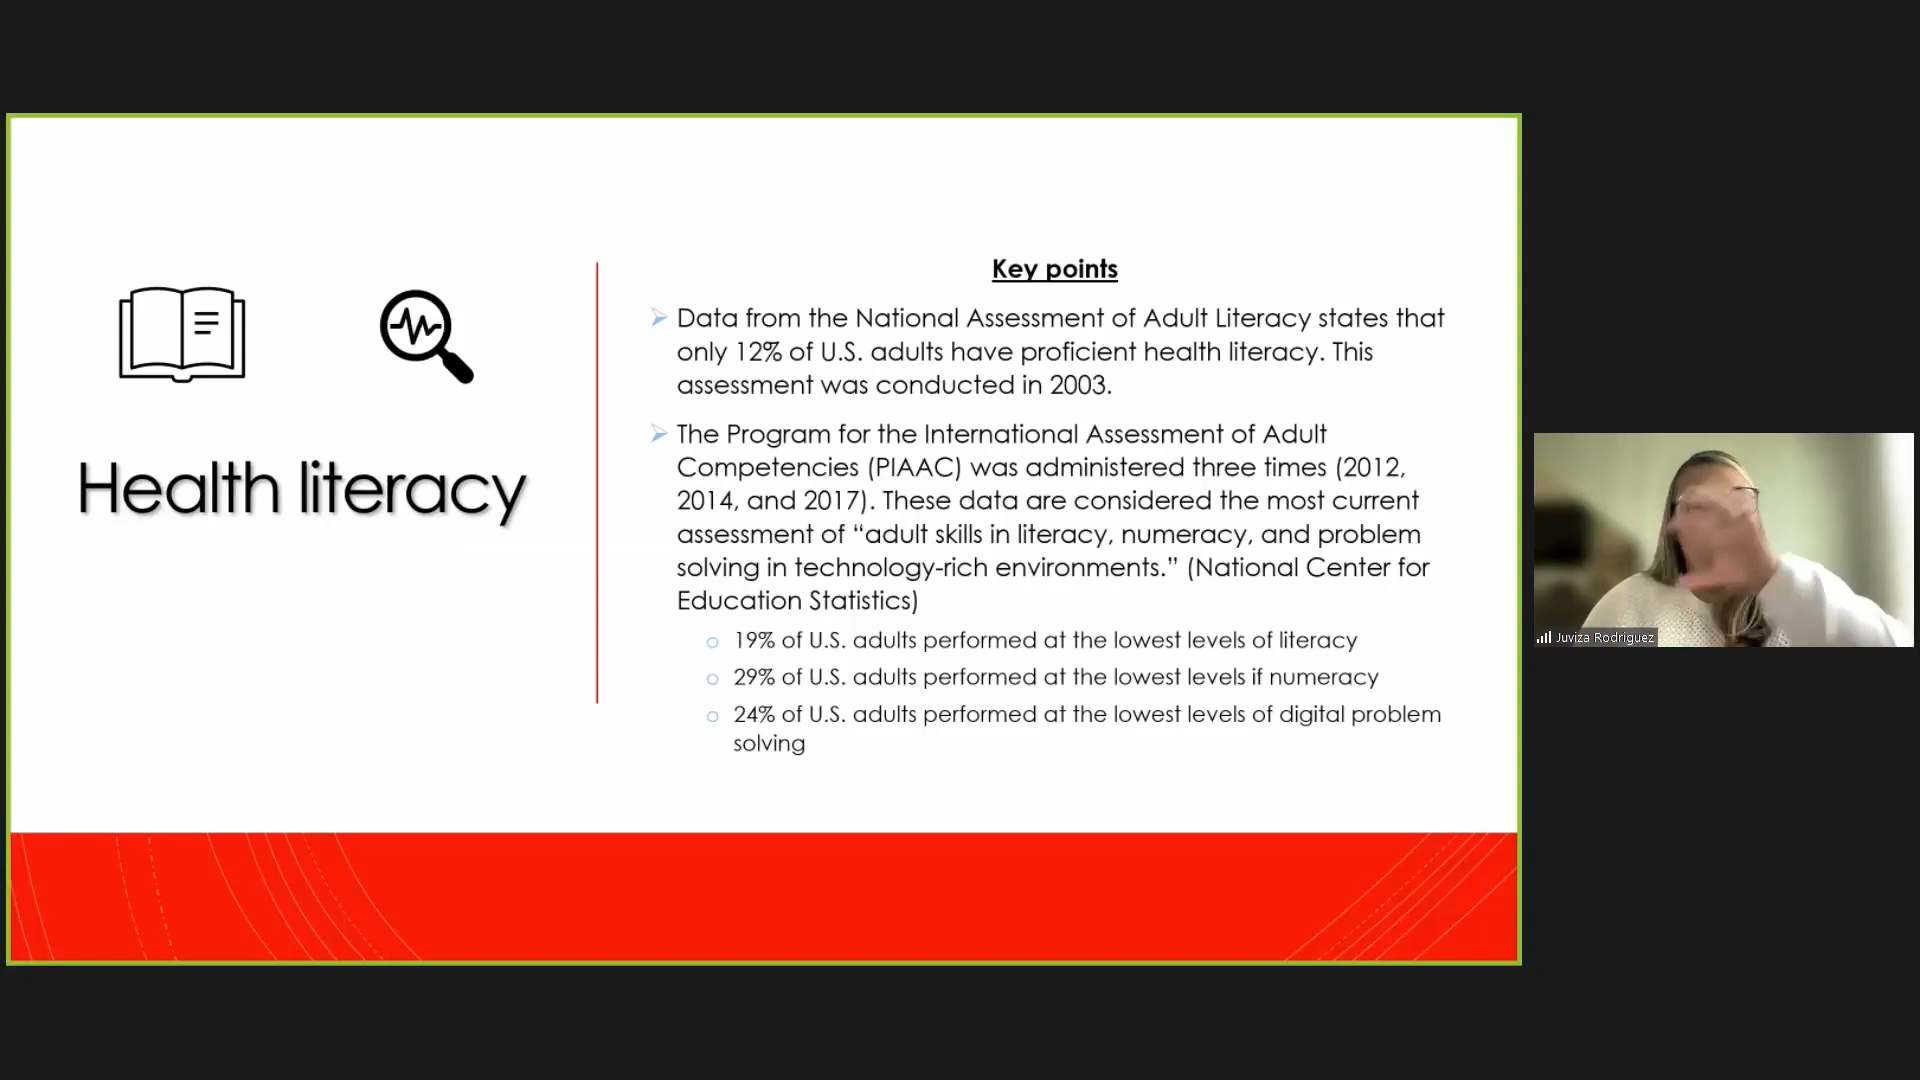 Health literacy
Key points
Data from the National Assessment of Adult Literacy states that
only 12% of U.S. adults have proficient health literacy. This
assessment was conducted in 2003.
The Program for the International Assessment of Adult
Competencies (PIAAC) was administered three times (2012,
2014, and 2017). These data are considered the most current
assessment of “adult skills in literacy, numeracy, and problem
solving in technology-rich environments.” (National Center for
Education Statistics)
19% of U.S. adults performed at the lowest levels of literacy
29% of U.S. adults performed at the lowest levels if numeracy
24% of U.S. adults performed at the lowest levels of digital problem
solving
Juviza Rodriguez